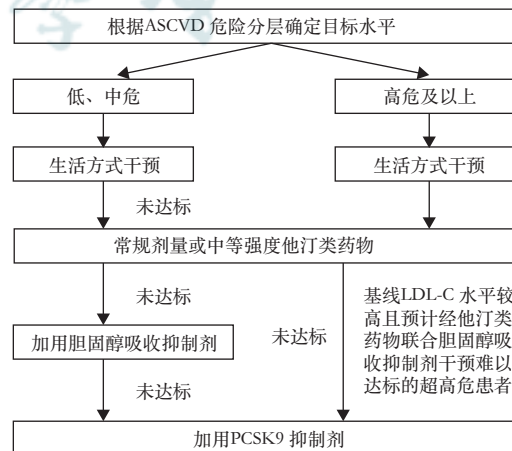 根据ASCVD 危险分层确定目标水平
低、中危
高危及以上
生活方式干预
生活方式干预
未达标
常规剂量或中等强度他汀类药物
未达标
未达标
基线LDL-C 水平较
高且预计经他汀类
药物联合胆固醇吸
收抑制剂干预难以
达标的超高危患者
加用胆固醇吸收抑制剂
未达标
加用PCSK9 抑制剂